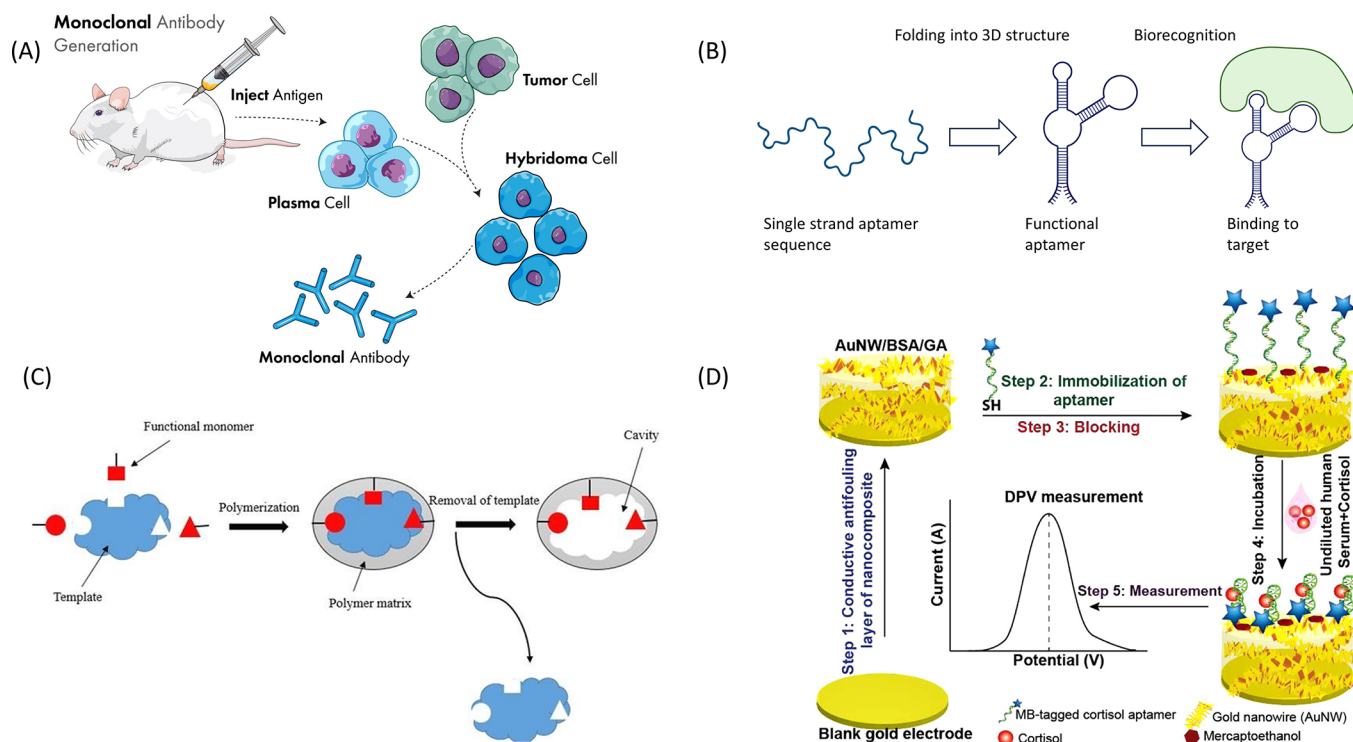 (A)
Monoclonal Antibody
Generation
Inject Antigen
Tumor Cell
Plasma Cell
Hybridoma Cell
Monoclonal Antibody
(B)
Folding into 3D structure
Biorecognition
Single strand aptamer
sequence
Functional
aptamer
Binding to
target
(C)
Functional monomer
Cavity
Polymerization
Removal of template
Template
Polymer matrix
(D)
AuNW/BSA/GA
SH
Step 2: Immobilization of
aptamer
Step 3: Blocking
Step 1: Conductive antifouling
layer of nanocomposite
DPV measurement
Current (A)
Potential (V)
Step 4: Incubation
Undiluted human
Serum+Cortisol
Step 5: Measurement
Blank gold electrode
MB-tagged cortisol aptamer
Cortisol
Gold nanowire (AuNW)
Mercaptoethanol